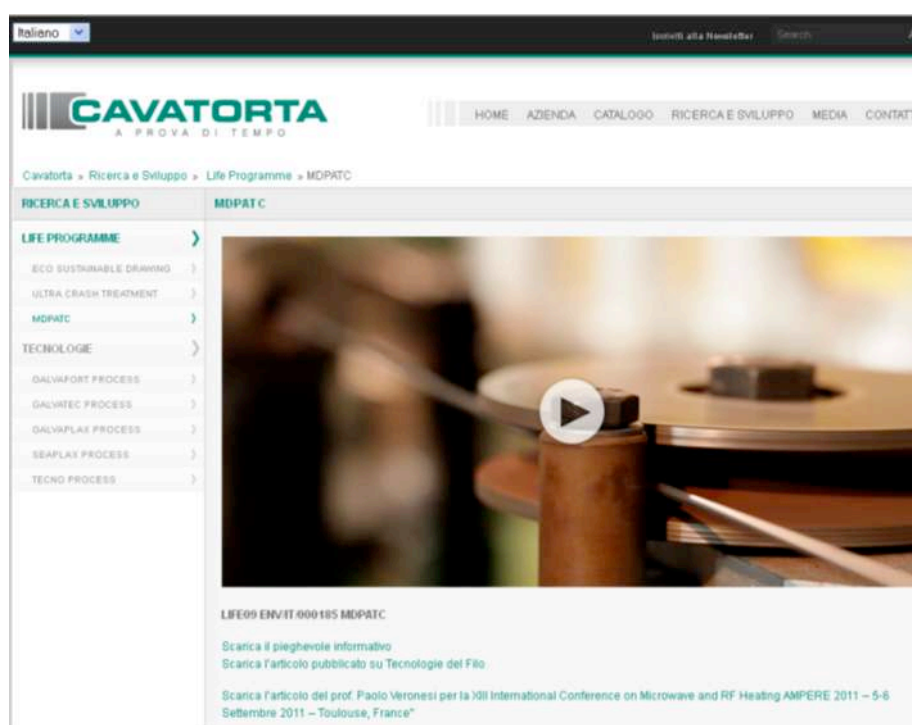 Italiano
Iscriviti alla Newsletter
Search
CAVATORTA
A PROVA DI TEMPO
HOME AZIENDA CATALOGO RICERCA E SVILUPPO MEDIA CONTATT
Cavatorta » Ricerca e Sviluppo » Life Programme » MDPATC
RICERCA E SVILUPPO
MDPATC
LIFE PROGRAMME
ECO SUSTAINABLE DRAWING
ULTRA CRASH TREATMENT
MDPATC
TECNOLOGIE
GALVAFORT PROCESS
GALVATEC PROCESS
GALVAPLAX PROCESS
SEAPLAX PROCESS
TECNO PROCESS
LIFE09 ENV/IT/000185 MDPATC
Scarica il pieghevole informativo
Scarica l'articolo pubblicato su Tecnologie del Filo
Scarica l'articolo del prof. Paolo Veronesi per la XIII International Conference on Microwave and RF Heating AMPERE 2011 – 5-6
Settembre 2011 – Toulouse, France"